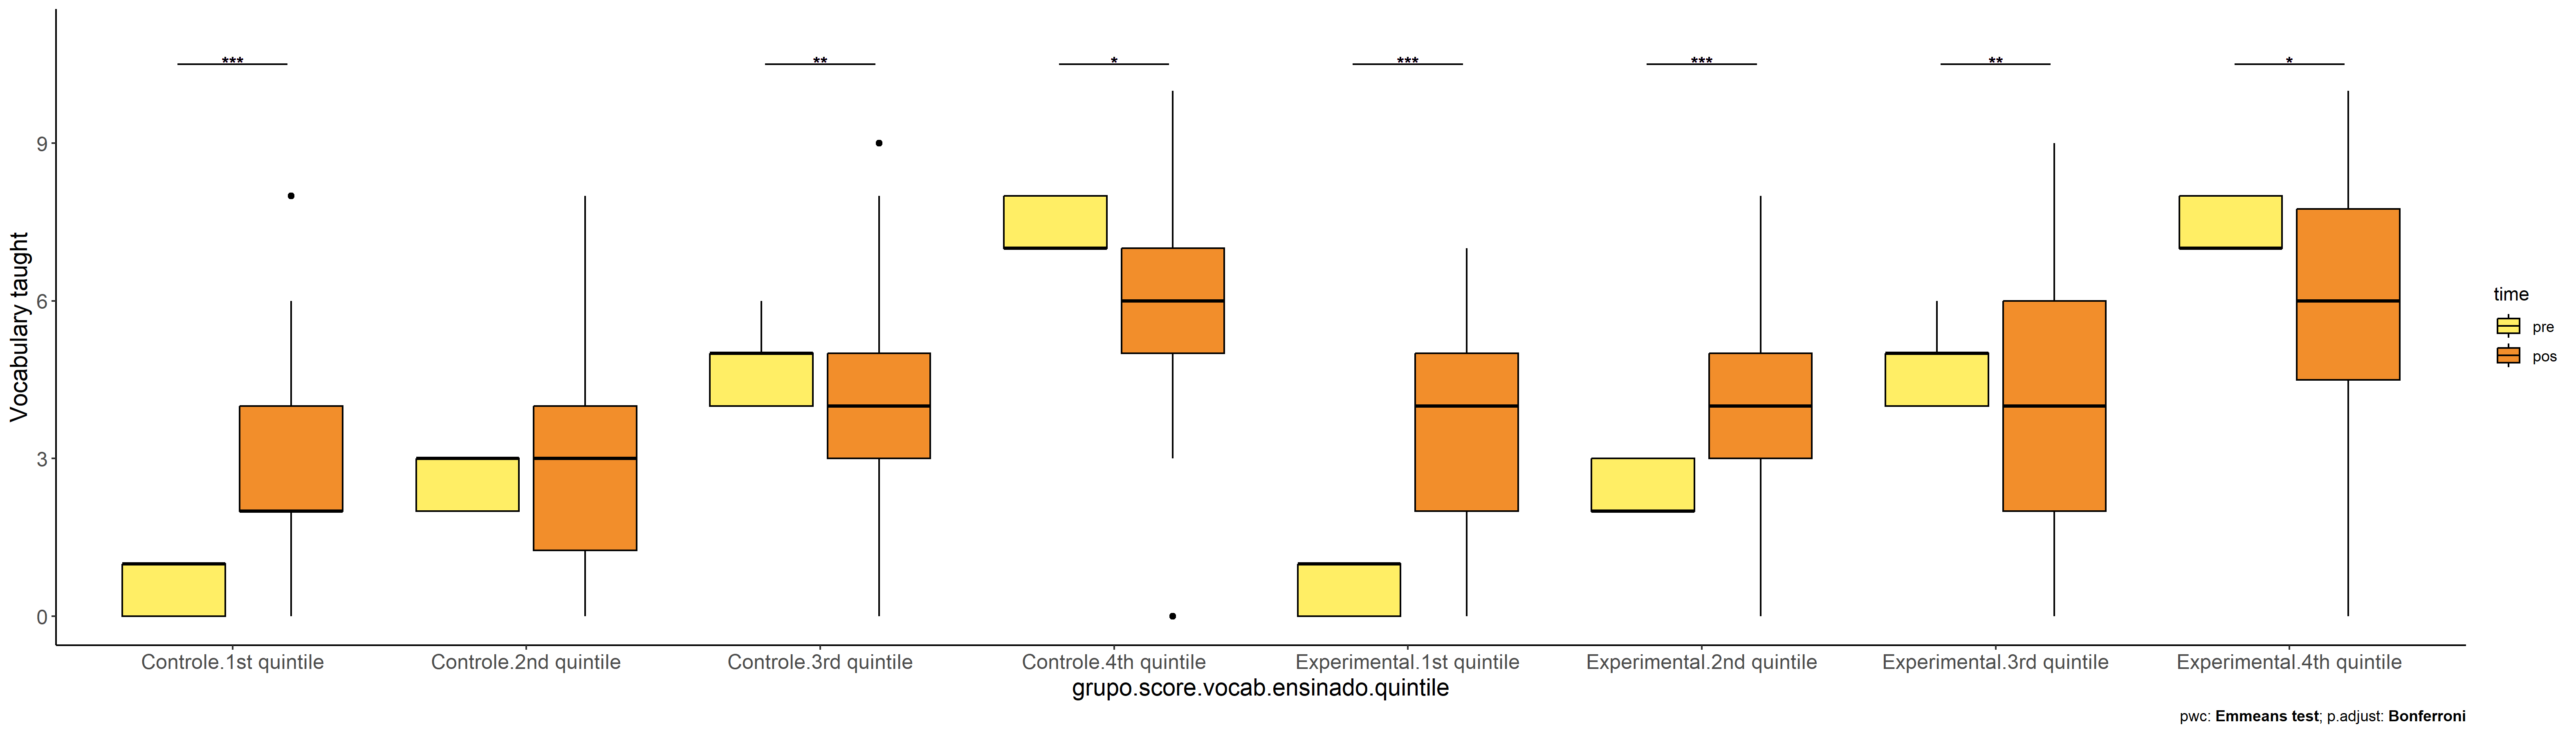 *** ** * *** *** ** *
Vocabulary taught
9
6
3
0
Controle.1st quintile Controle.2nd quintile Controle.3rd quintile Controle.4th quintile Experimental.1st quintile Experimental.2nd quintile Experimental.3rd quintile Experimental.4th quintile
grupo.score.vocab.ensinado.quintile
time
pre
pos
pwc: Emmeans test; p.adjust: Bonferroni